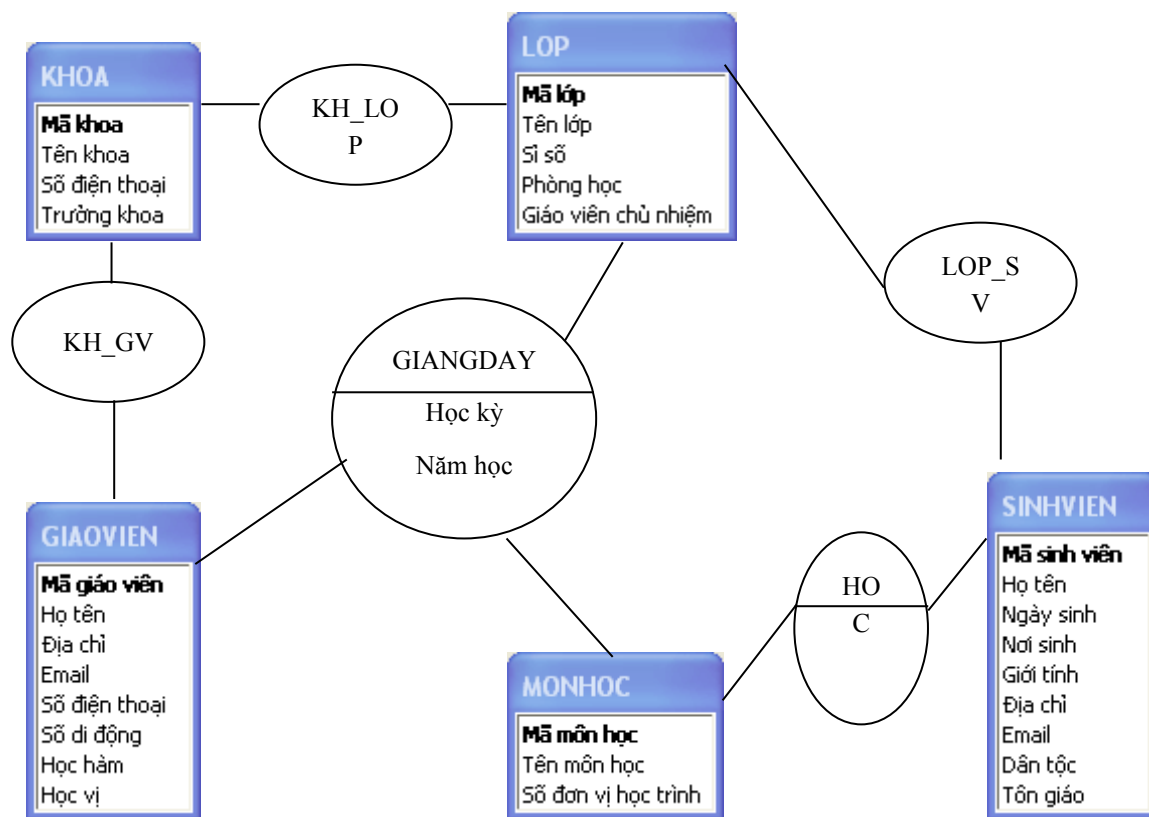 KHOA
Mã khoa
Tên khoa
Số điện thoại
Trưởng khoa
KH_LO
P
LOP
Mã lớp
Tên lớp
Sỉ số
Phòng học
Giáo viên chủ nhiệm
LOP_S
V
KH_GV
GIANGDAY
Học kỳ
Năm học
GIAOVIEN
Mã giáo viên
Họ tên
Địa chỉ
Email
Số điện thoại
Số di động
Học hàm
Học vị
MONHOC
Mã môn học
Tên môn học
Số đơn vị học trình
HO
C
SINHVIEN
Mã sinh viên
Họ tên
Ngày sinh
Nơi sinh
Giới tính
Địa chỉ
Email
Dân tộc
Tôn giáo